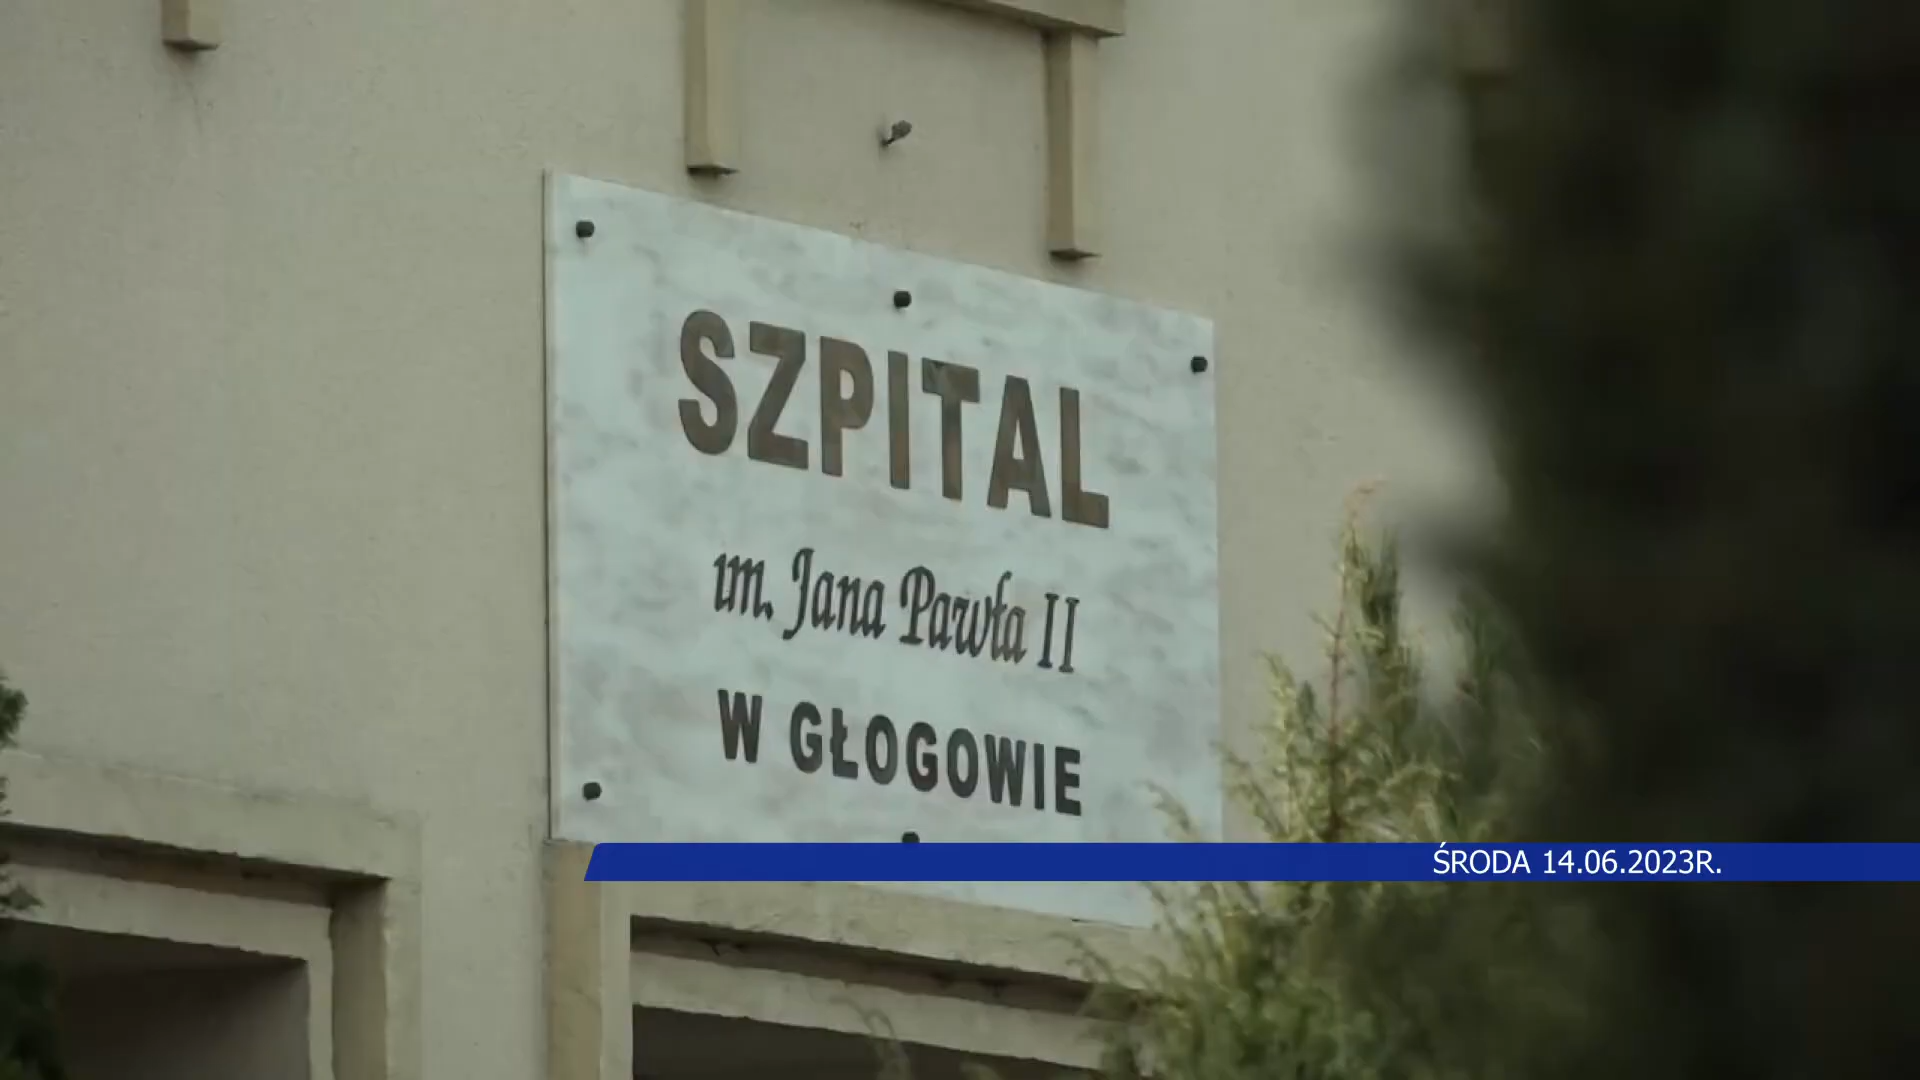 SZPITAL
im. Jana Pawła II
W GŁOGOWIE
ŚRODA 14.06.2023R.